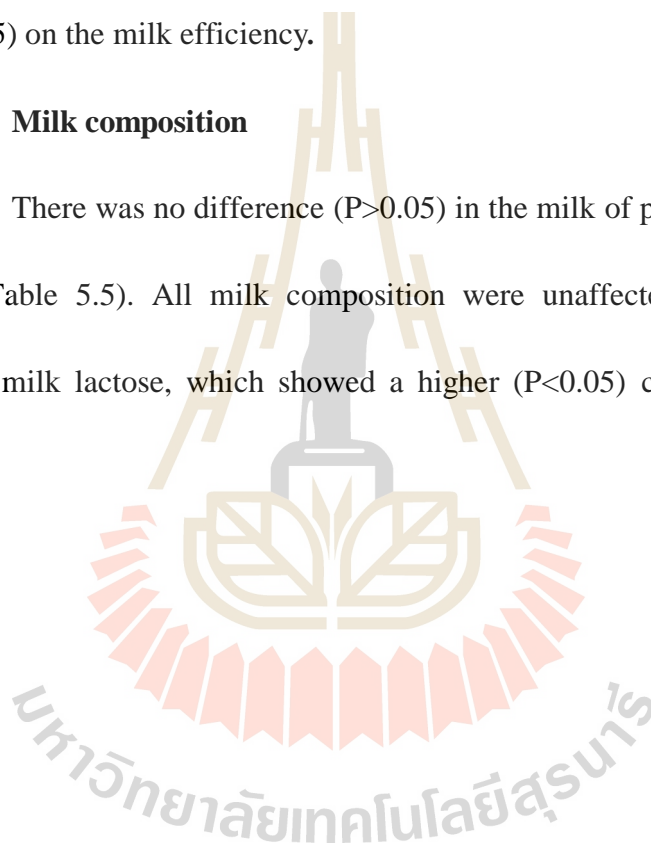 5) on the milk efficiency.
Milk composition
There was no difference (P>0.05) in the milk of p
Table 5.5). All milk composition were unaffecte
milk lactose, which showed a higher (P<0.05) c
มหาวิทยาลัยเทคโนโลยีสุรนารี